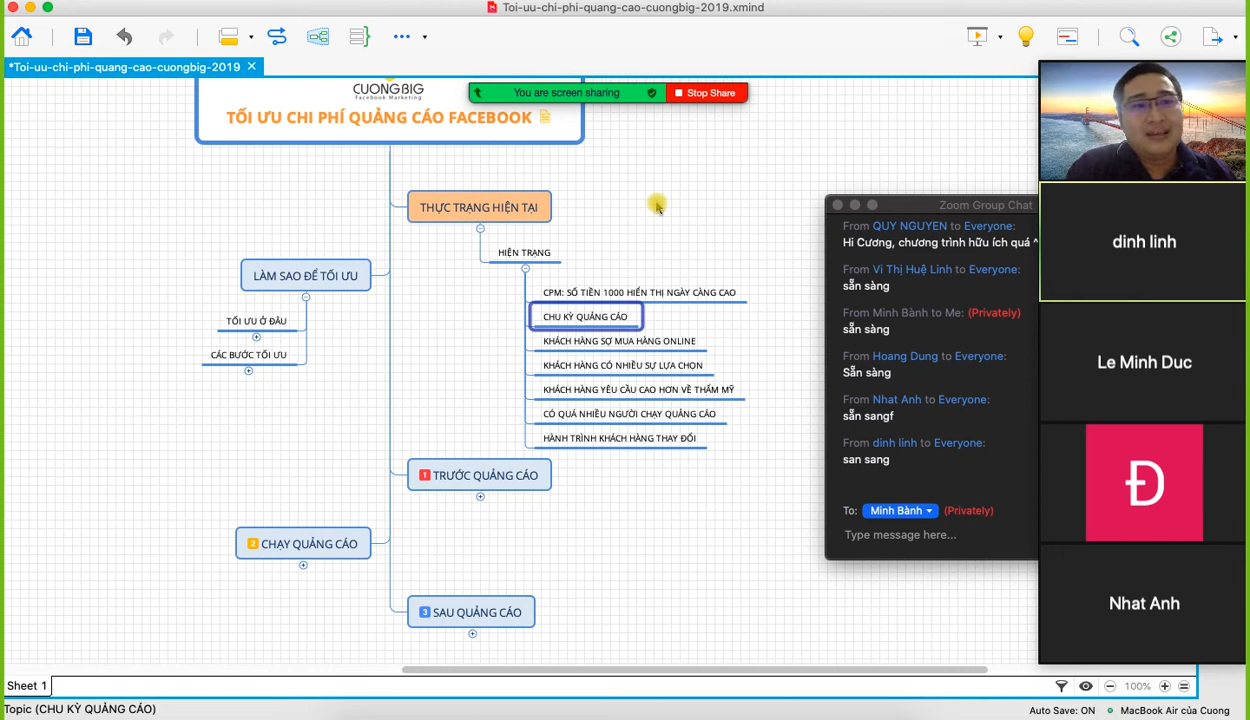 Toi-uu-chi-phi-quang-cao-cuongbig-2019.xmind
*Toi-uu-chi-phi-quang-cao-cuongbig-2019
You are screen sharing
Stop Share
CUONGBIG
Facebook Marketing
TỐI ƯU CHI PHÍ QUẢNG CÁO FACEBOOK
THỰC TRẠNG HIỆN TẠI
HIỆN TRẠNG
CPM: SỐ TIỀN 1000 HIỂN THỊ NGÀY CÀNG CAO
CHU KỲ QUẢNG CÁO
KHÁCH HÀNG SỢ MUA HÀNG ONLINE
KHÁCH HÀNG CÓ NHIỀU SỰ LỰA CHỌN
KHÁCH HÀNG YÊU CẦU CAO HƠN VỀ THẨM MỸ
CÓ QUÁ NHIỀU NGƯỜI CHẠY QUẢNG CÁO
HÀNH TRÌNH KHÁCH HÀNG THAY ĐỔI
LÀM SAO ĐỂ TỐI ƯU
TỐI ƯU Ở ĐÂU
CÁC BƯỚC TỐI ƯU
1 TRƯỚC QUẢNG CÁO
2 CHẠY QUẢNG CÁO
3 SAU QUẢNG CÁO
Zoom Group Chat
From QUY NGUYEN to Everyone:
Hi Cương, chương trình hữu ích quá ^
From Vi Thị Huệ Linh to Everyone:
sẵn sàng
From Minh Bành to Me: (Privately)
sẵn sàng
From Hoang Dung to Everyone:
Sẵn sàng
From Nhat Anh to Everyone:
sẵn sangf
From dinh linh to Everyone:
san sang
To: Minh Bành (Privately)
Type message here...
dinh linh
Le Minh Duc
Đ
Nhat Anh
Sheet 1
100%
Topic (CHU KỲ QUẢNG CÁO)
Auto Save: ON
MacBook Air của Cuong